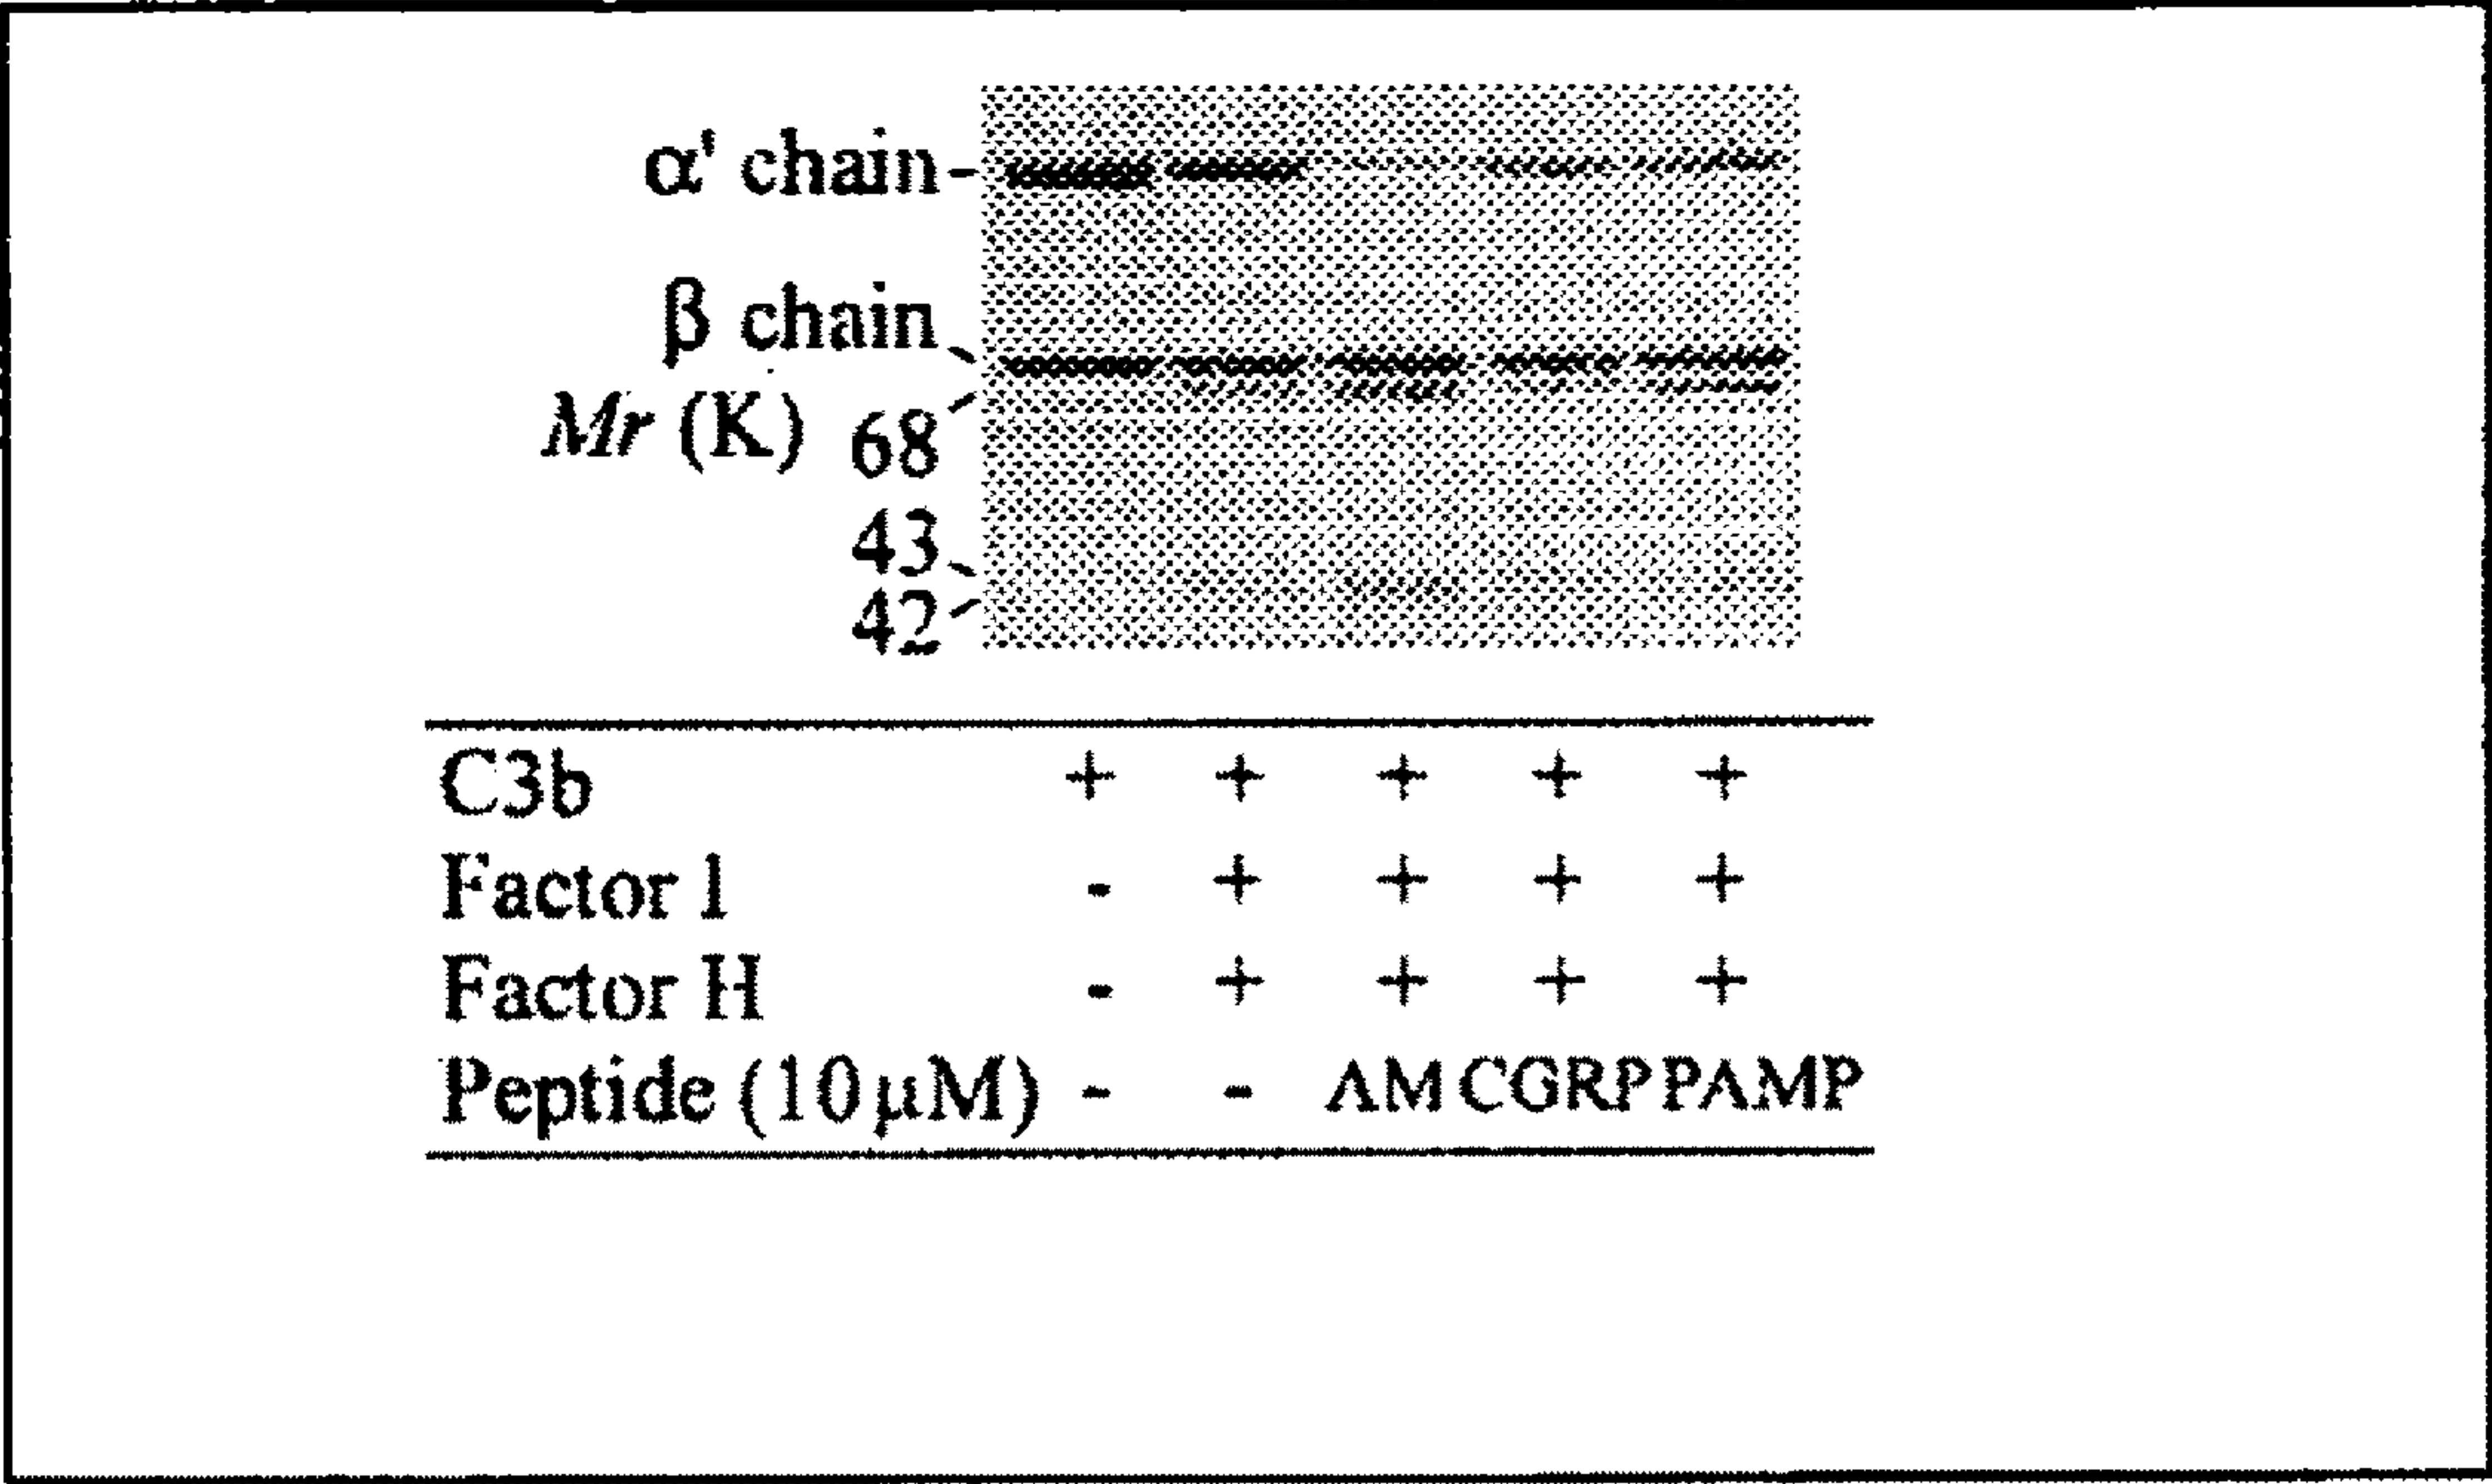 α' chain
β chain
Mr (K) 68
43
42
C3b + + + + +
Factor I - + + + +
Factor H - + + + +
Peptide (10 μM) - - AM CGRP PAMP